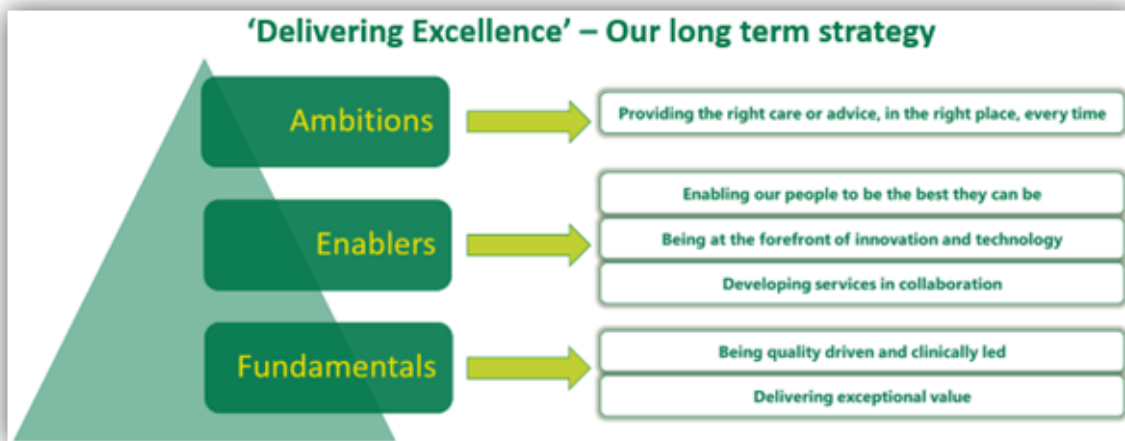 ‘Delivering Excellence’ – Our long term strategy
Ambitions
Providing the right care or advice, in the right place, every time
Enablers
Enabling our people to be the best they can be
Being at the forefront of innovation and technology
Developing services in collaboration
Fundamentals
Being quality driven and clinically led
Delivering exceptional value